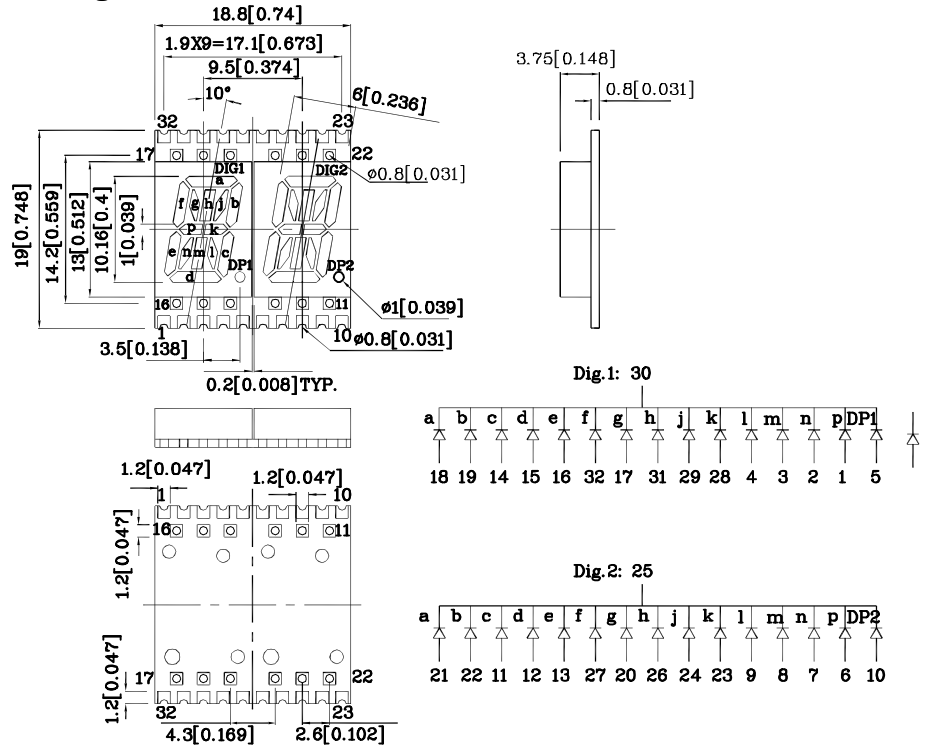 18.8[0.74]
1.9X9=17.1[0.673]
9.5[0.374]
10°
6[0.236]
32
23
17
22
DIG1
DIG2
a
f g h j b
p k
e n m l c
d
DP1
DP2
16
11
1
10
ø0.8[0.031]
ø1[0.039]
ø0.8[0.031]
19[0.748]
14.2[0.559]
13[0.512]
10.16[0.4]
1[0.039]
3.5[0.138]
0.2[0.008]TYP.
3.75[0.148]
0.8[0.031]
Dig.1: 30
a b c d e f g h j k l m n p DP1
18 19 14 15 16 32 17 31 29 28 4 3 2 1 5
Dig.2: 25
a b c d e f g h j k l m n p DP2
21 22 11 12 13 27 20 26 24 23 9 8 7 6 10
1.2[0.047]
1.2[0.047]
1
10
16
11
1.2[0.047]
1.2[0.047]
17
22
32
23
4.3[0.169]
2.6[0.102]